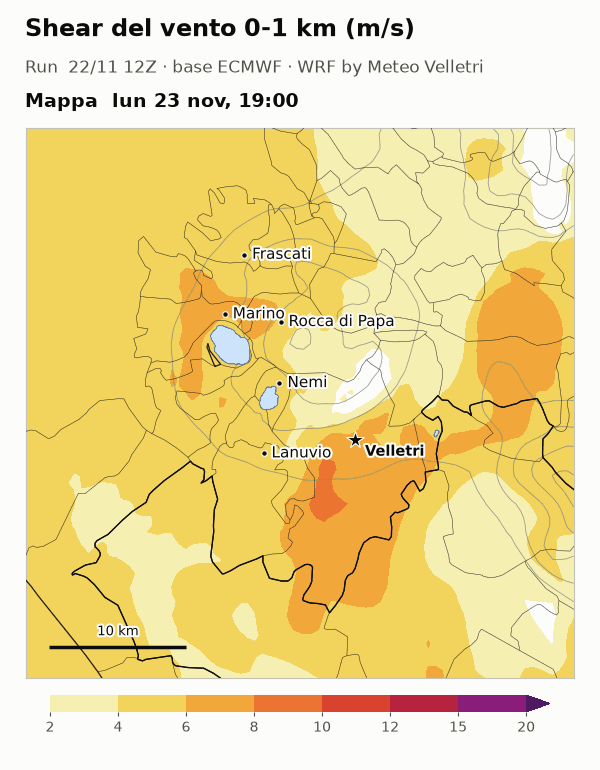 Shear del vento 0-1 km (m/s)
Run  22/11 12Z · base ECMWF · WRF by Meteo Velletri
Mappa  lun 23 nov, 19:00
Frascati
Marino
Rocca di Papa
Nemi
Velletri
Lanuvio
10 km
2 4 6 8 10 12 15 20